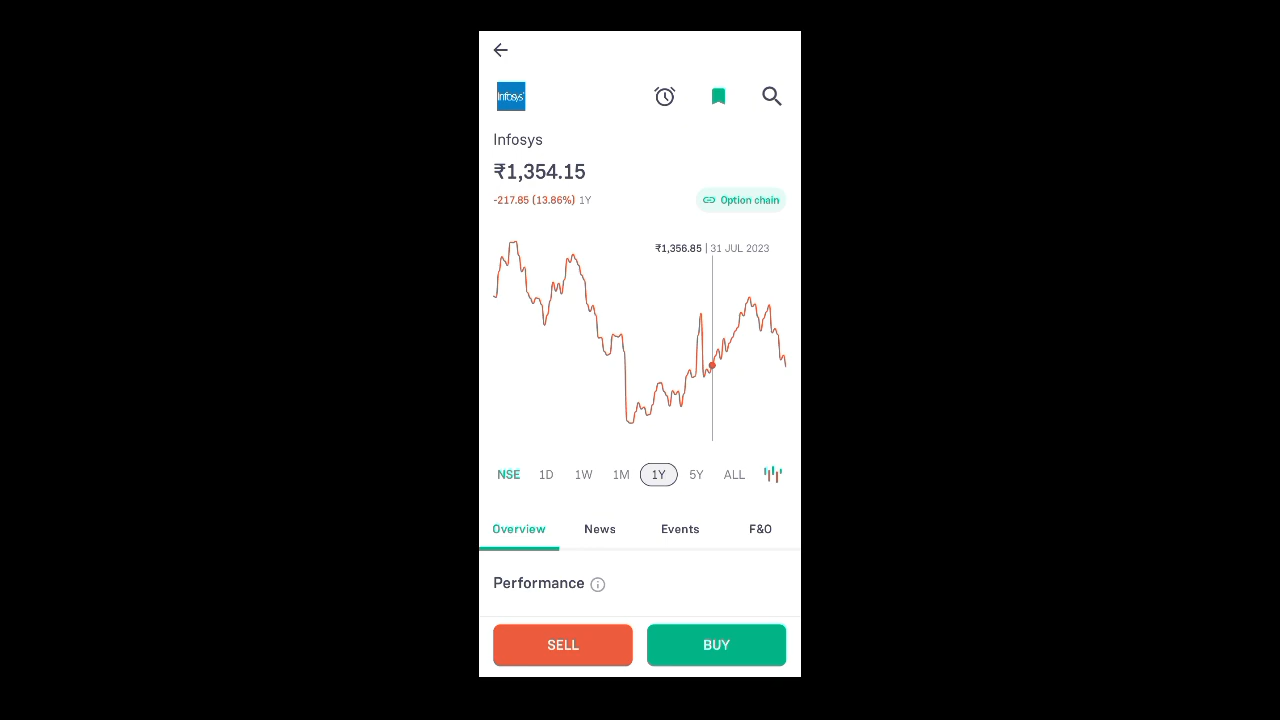 Infosys
Infosys
₹1,354.15
-217.85 (13.86%) 1Y
Option chain
₹1,356.85 | 31 JUL 2023
NSE 1D 1W 1M 1Y 5Y ALL
Overview News Events F&O
Performance
SELL BUY